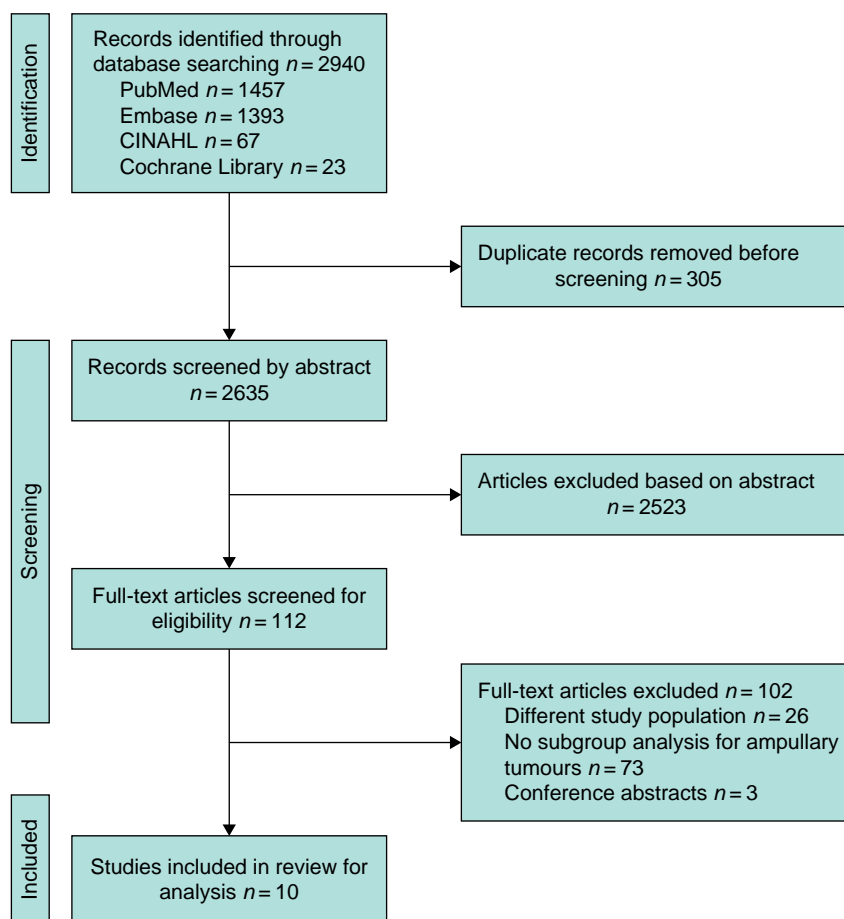 Identification
Records identified through
database searching n = 2940
PubMed n = 1457
Embase n = 1393
CINAHL n = 67
Cochrane Library n = 23
Duplicate records removed before
screening n = 305
Screening
Records screened by abstract
n = 2635
Articles excluded based on abstract
n = 2523
Full-text articles screened for
eligibility n = 112
Full-text articles excluded n = 102
Different study population n = 26
No subgroup analysis for ampullary
tumours n = 73
Conference abstracts n = 3
Included
Studies included in review for
analysis n = 10